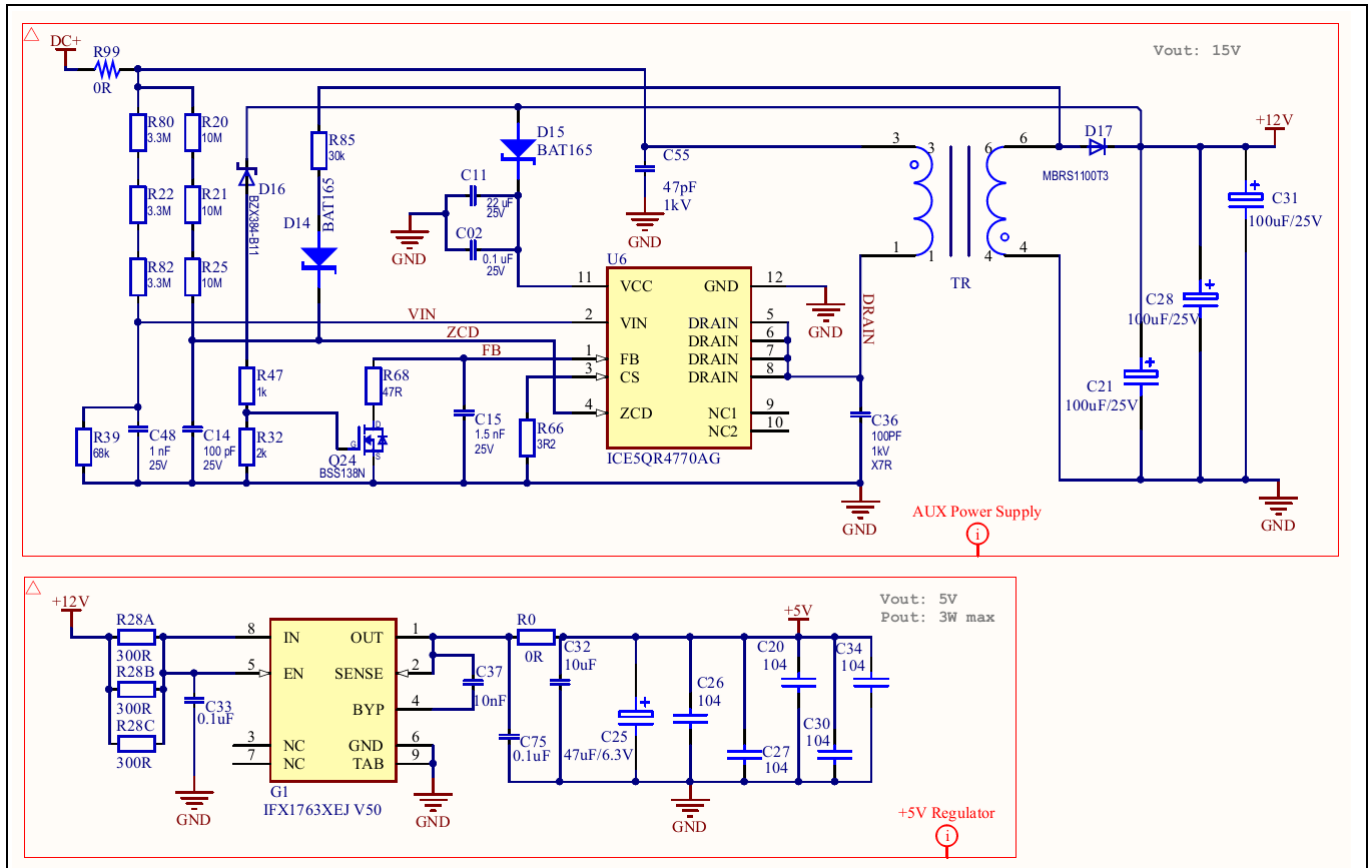 DC+
R99
0R
Vout: 15V
R80
3.3M
R20
10M
R85
30k
D15
BAT165
D17
+12V
R22
3.3M
R21
10M
D16
BZX384-B11
D14
BAT165
C11
22 uF
25V
C02
0.1 uF
25V
GND
C55
47pF
1kV
GND
3
3
1
1
6
6
4
4
MBRS1100T3
TR
C31
100uF/25V
R82
3.3M
R25
10M
U6
11
VCC
GND
12
GND
VIN
2
VIN
DRAIN
5
DRAIN
6
DRAIN
7
DRAIN
8
DRAIN
ZCD
FB
1
FB
3
CS
4
ZCD
NC1
9
NC2
10
ICE5QR4770AG
C28
100uF/25V
C21
100uF/25V
R47
1k
R68
47R
R39
68k
C48
1 nF
25V
C14
100 pF
25V
R32
2k
G
D
S
Q24
BSS138N
C15
1.5 nF
25V
R66
3R2
C36
100PF
1kV
X7R
GND
GND
AUX Power Supply
i
+12V
R28A
300R
R28B
300R
R28C
300R
C33
0.1uF
GND
8
IN
OUT
1
5
EN
SENSE
2
BYP
4
3
NC
GND
6
7
NC
TAB
9
G1
IFX1763XEJ V50
GND
C37
10nF
R0
0R
C75
0.1uF
C32
10uF
C25
47uF/6.3V
C26
104
C27
104
C20
104
C30
104
C34
104
+5V
GND
Vout: 5V
Pout: 3W max
+5V Regulator
i